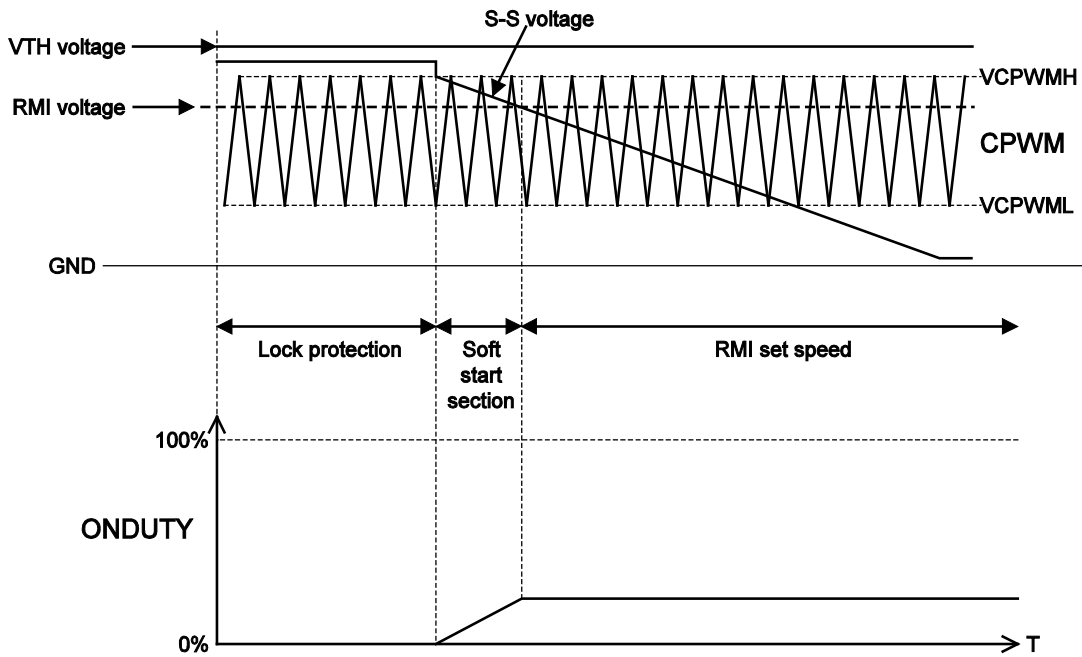 S-S voltage
VTH voltage
VCPWMH
RMI voltage
CPWM
VCPWML
GND
Lock protection
Soft
start
section
RMI set speed
100%
ONDUTY
0%
T